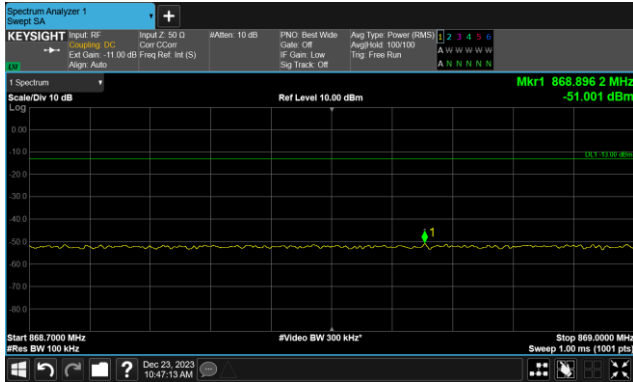 Spectrum Analyzer 1
Swept SA
KEYSIGHT
Input: RF
Coupling: DC
Ext Gain: -11.00 dB
Align: Auto
Input Z: 50 Ω
Corr CCorr
Freq Ref: Int (S)
#Atten: 10 dB
PNO: Best Wide
Gate: Off
IF Gain: Low
Sig Track: Off
Avg Type: Power (RMS)
Avg|Hold: 100/100
Trig: Free Run
1 2 3 4 5 6
A W W W W W
A N N N N N
1 Spectrum
Mkr1 868.896 2 MHz
Scale/Div 10 dB
Ref Level 10.00 dBm
-51.001 dBm
Log
0.00
-10.0
DL1 -13.00 dBm
-20.0
-30.0
-40.0
1
-50.0
-60.0
-70.0
-80.0
Start 868.7000 MHz
#Video BW 300 kHz*
Stop 869.0000 MHz
#Res BW 100 kHz
Sweep 1.00 ms (1001 pts)
Dec 23, 2023
10:47:13 AM